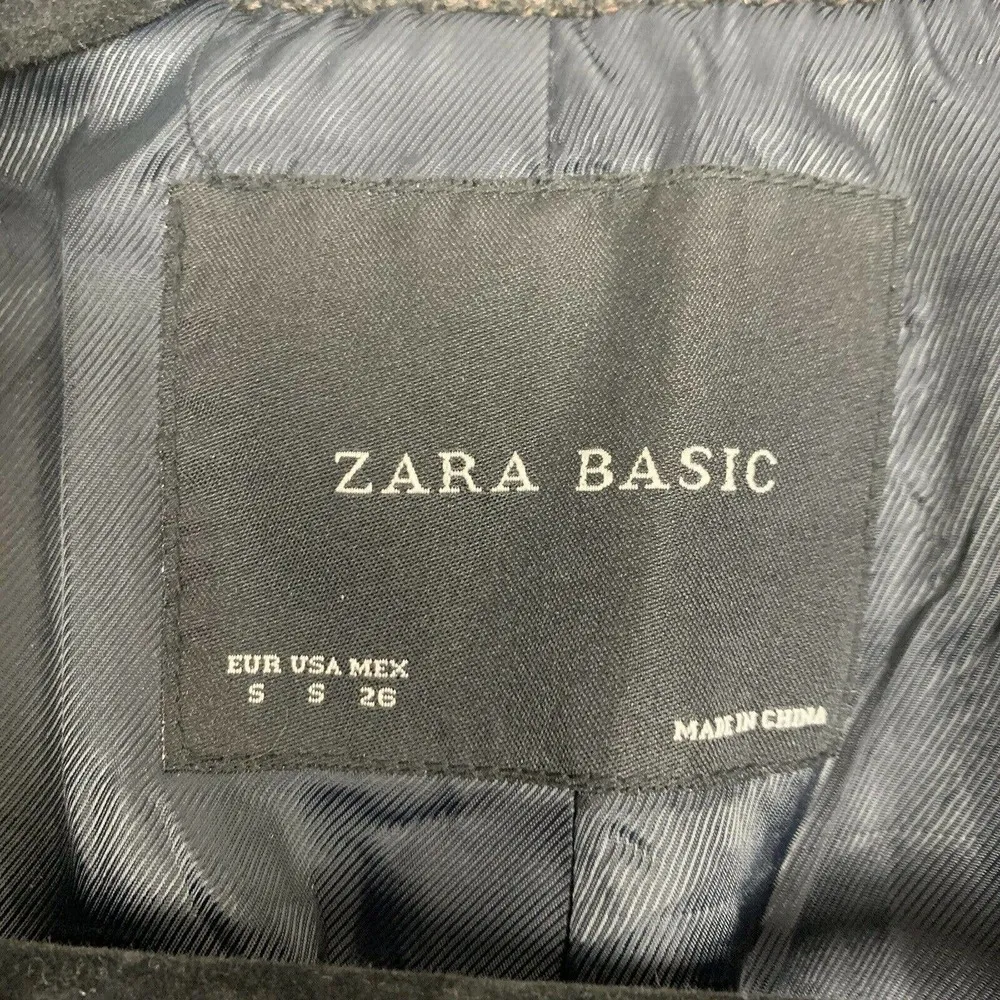 ZARA BASIC
EUR USA MEX
S S 26
MADE IN CHINA